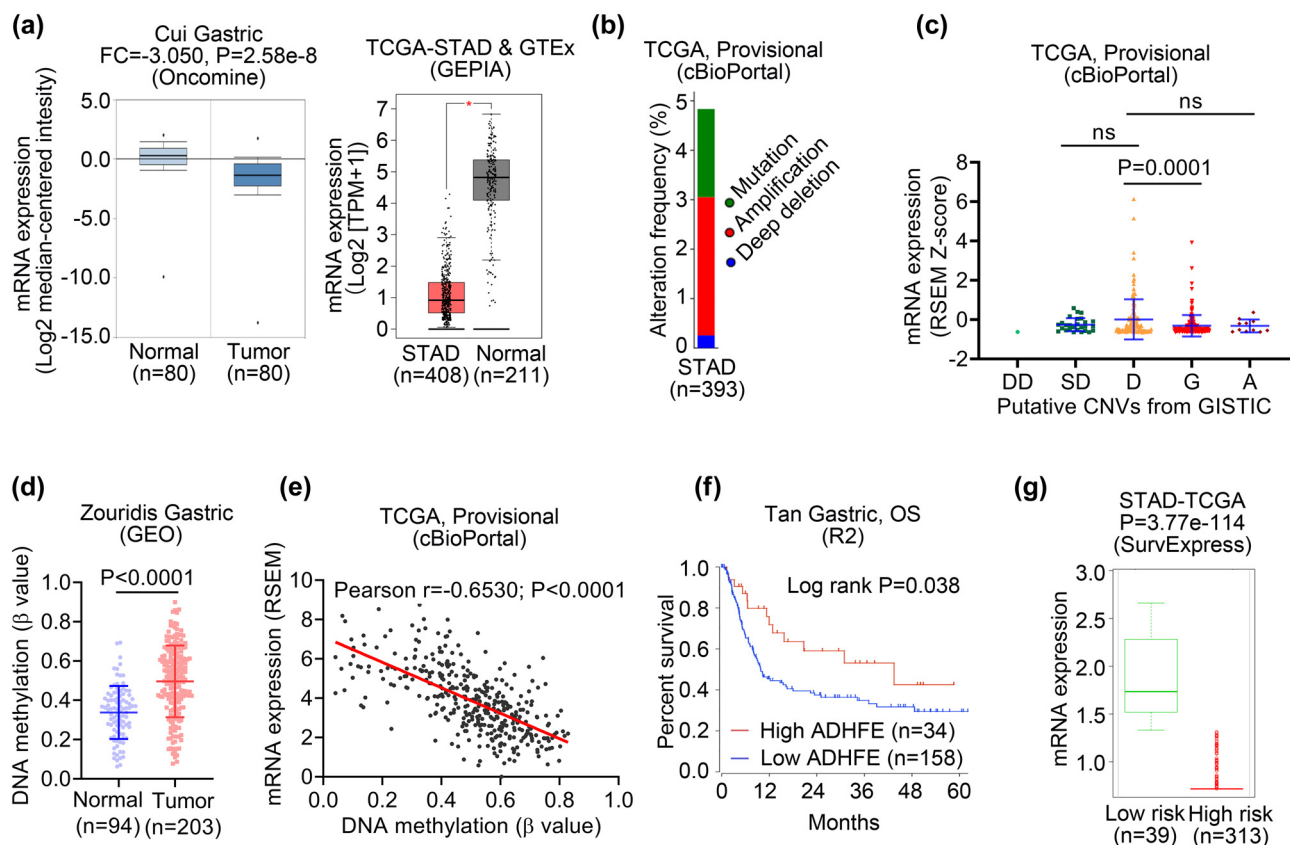 (a)
Cui Gastric
FC=-3.050, P=2.58e-8
(Oncomine)
mRNA expression
(Log2 median-centered intesity)
5.0
0.0
-5.0
-10.0
-15.0
Normal
(n=80)
Tumor
(n=80)
TCGA-STAD & GTEx
(GEPIA)
mRNA expression
(Log2 [TPM+1])
7
6
5
4
3
2
1
0
*
STAD
(n=408)
Normal
(n=211)
(b)
TCGA, Provisional
(cBioPortal)
Alteration frequency (%)
5
4
3
2
1
0
Mutation
Amplification
Deep deletion
STAD
(n=393)
(c)
TCGA, Provisional
(cBioPortal)
ns
ns
P=0.0001
mRNA expression
(RSEM Z-score)
8
6
4
2
-0
-2
DD SD D G A
Putative CNVs from GISTIC
(d)
Zouridis Gastric
(GEO)
P<0.0001
DNA methylation (β value)
1.0
0.8
0.6
0.4
0.2
0.0
Normal
(n=94)
Tumor
(n=203)
(e)
TCGA, Provisional
(cBioPortal)
Pearson r=-0.6530; P<0.0001
mRNA expression (RSEM)
10
8
6
4
2
0
0.0 0.2 0.4 0.6 0.8 1.0
DNA methylation (β value)
(f)
Tan Gastric, OS
(R2)
Log rank P=0.038
Percent survival
1.0
0.8
0.6
0.4
0.2
0.0
High ADHFE (n=34)
Low ADHFE (n=158)
0 12 24 36 48 60
Months
(g)
STAD-TCGA
P=3.77e-114
(SurvExpress)
mRNA expression
3.0
2.0
1.5
1.0
Low risk
(n=39)
High risk
(n=313)